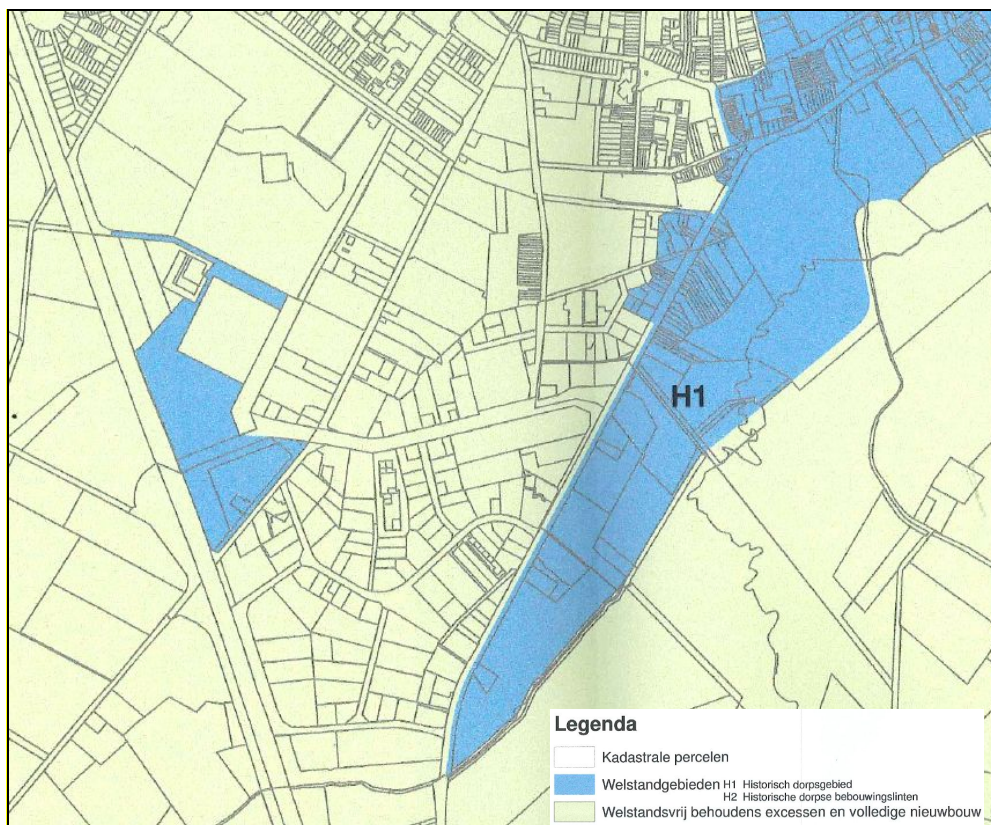 H1
Legenda
Kadastrale percelen
Welstandgebieden H1 Historisch dorpsgebied
H2 Historische dorpse bebouwingslinten
Welstandsvrij behoudens excessen en volledige nieuwbouw